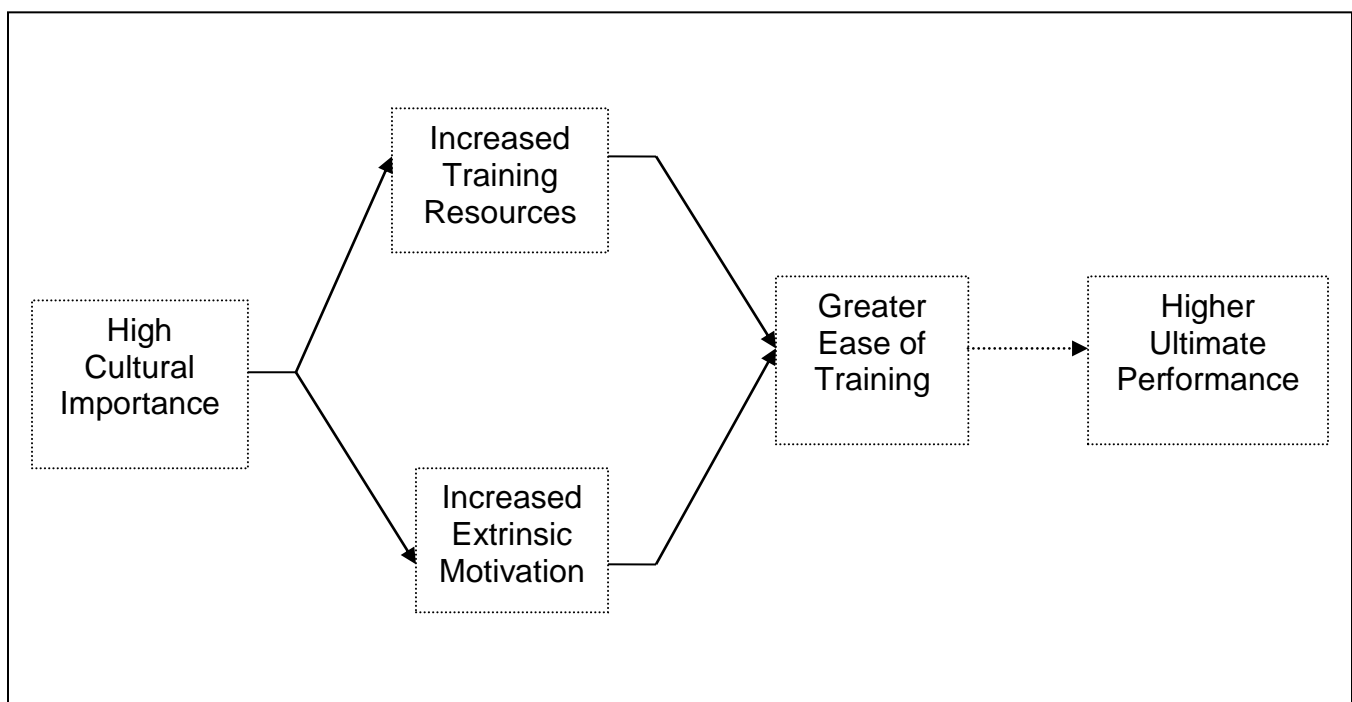 High
Cultural
Importance
Increased
Training
Resources
Increased
Extrinsic
Motivation
Greater
Ease of
Training
Higher
Ultimate
Performance